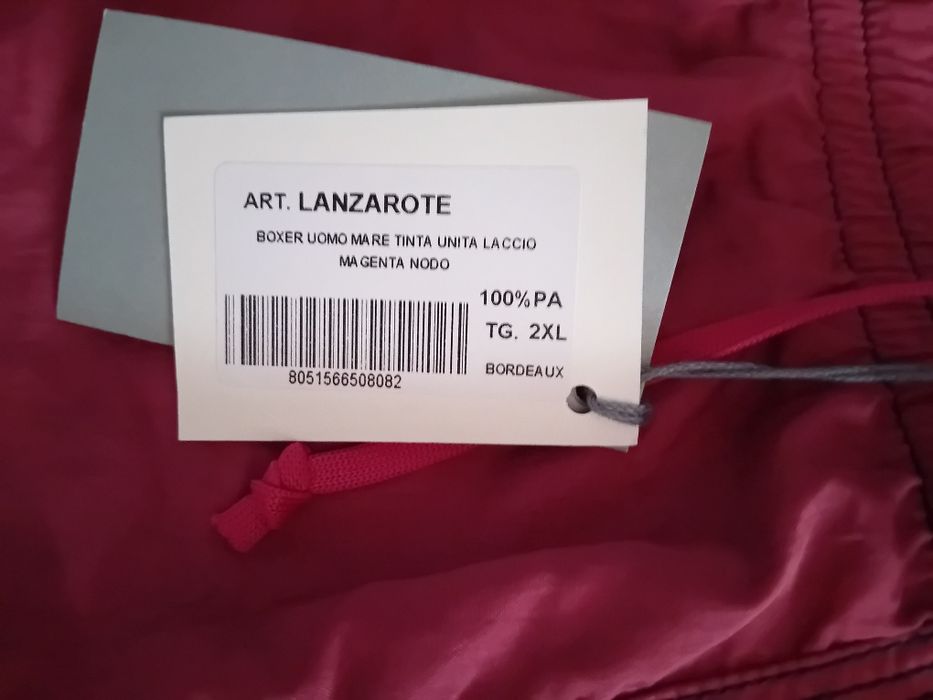 ART. LANZAROTE
BOXER UOMO MARE TINTA UNITA LACCIO
MAGENTA NODO
100%PA
TG. 2XL
BORDEAUX
8051566508082